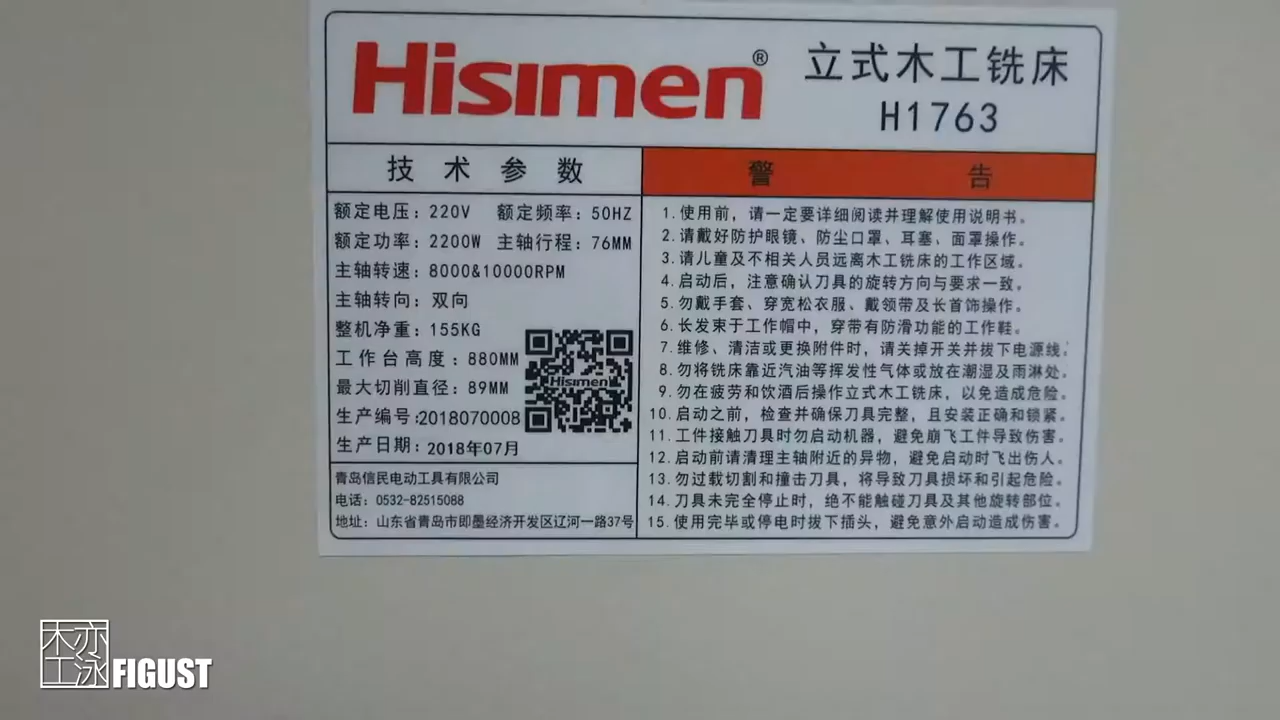 Hisimen®
立式木工铣床
H1763
技术参数
额定电压：220V 额定频率：50HZ
额定功率：2200W 主轴行程：76MM
主轴转速：8000&10000RPM
主轴转向：双向
整机净重：155KG
工作台高度：880MM
最大切削直径：89MM
生产编号:2018070008
生产日期：2018年07月
Hisimen
青岛信民电动工具有限公司
电话：0532-82515088
地址：山东省青岛市即墨经济开发区辽河一路37号
警告
1.使用前，请一定要详细阅读并理解使用说明书。
2.请戴好防护眼镜、防尘口罩、耳塞、面罩操作。
3.请儿童及不相关人员远离木工铣床的工作区域。
4.启动后，注意确认刀具的旋转方向与要求一致。
5.勿戴手套、穿宽松衣服、戴领带及长首饰操作。
6.长发束于工作帽中，穿带有防滑功能的工作鞋。
7.维修、清洁或更换附件时，请关掉开关并拔下电源线。
8.勿将铣床靠近汽油等挥发性气体或放在潮湿及雨淋处。
9.勿在疲劳和饮酒后操作立式木工铣床，以免造成危险。
10.启动之前，检查并确保刀具完整，且安装正确和锁紧。
11.工件接触刀具时勿启动机器，避免崩飞工件导致伤害。
12.启动前请清理主轴附近的异物，避免启动时飞出伤人。
13.勿过载切割和撞击刀具，将导致刀具损坏和引起危险。
14.刀具未完全停止时，绝不能触碰刀具及其他旋转部位。
15.使用完毕或停电时拔下插头，避免意外启动造成伤害。
木亦
工泳
FIGUST